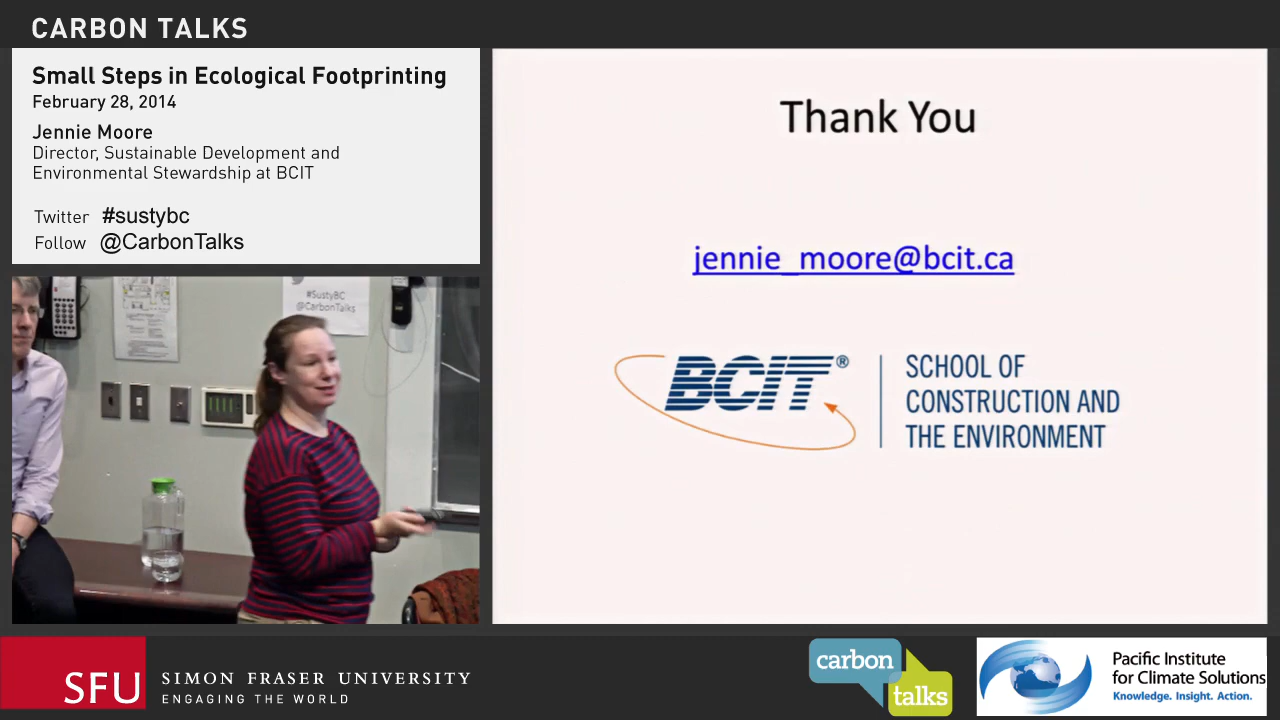 CARBON TALKS
Small Steps in Ecological Footprinting
February 28, 2014
Jennie Moore
Director, Sustainable Development and
Environmental Stewardship at BCIT
Twitter #sustybc
Follow @CarbonTalks
#SustyBC
@CarbonTalks
Thank You
jennie_moore@bcit.ca
BCIT®
SCHOOL OF
CONSTRUCTION AND
THE ENVIRONMENT
SFU
SIMON FRASER UNIVERSITY
ENGAGING THE WORLD
carbon
talks
Pacific Institute
for Climate Solutions
Knowledge. Insight. Action.